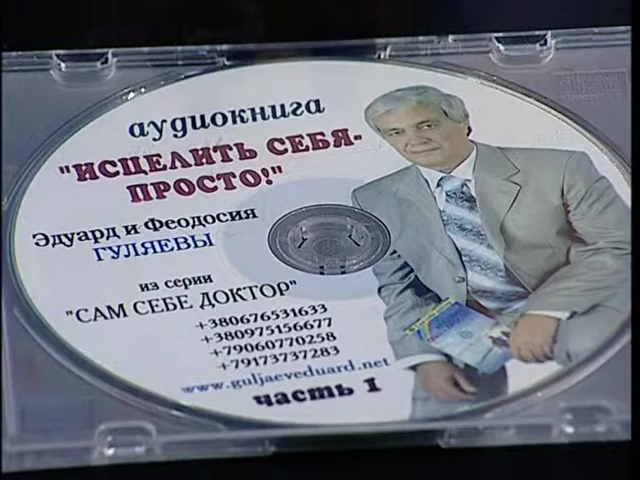 аудиокнига
"ИСЦЕЛИТЬ СЕБЯ-
ПРОСТО!"
Эдуард и Феодосия
ГУЛЯЕВЫ
из серии
"САМ СЕБЕ ДОКТОР"
+380676531633
+380975156677
+79060770258
+79173737283
www.guljaeveduard.net
часть 1